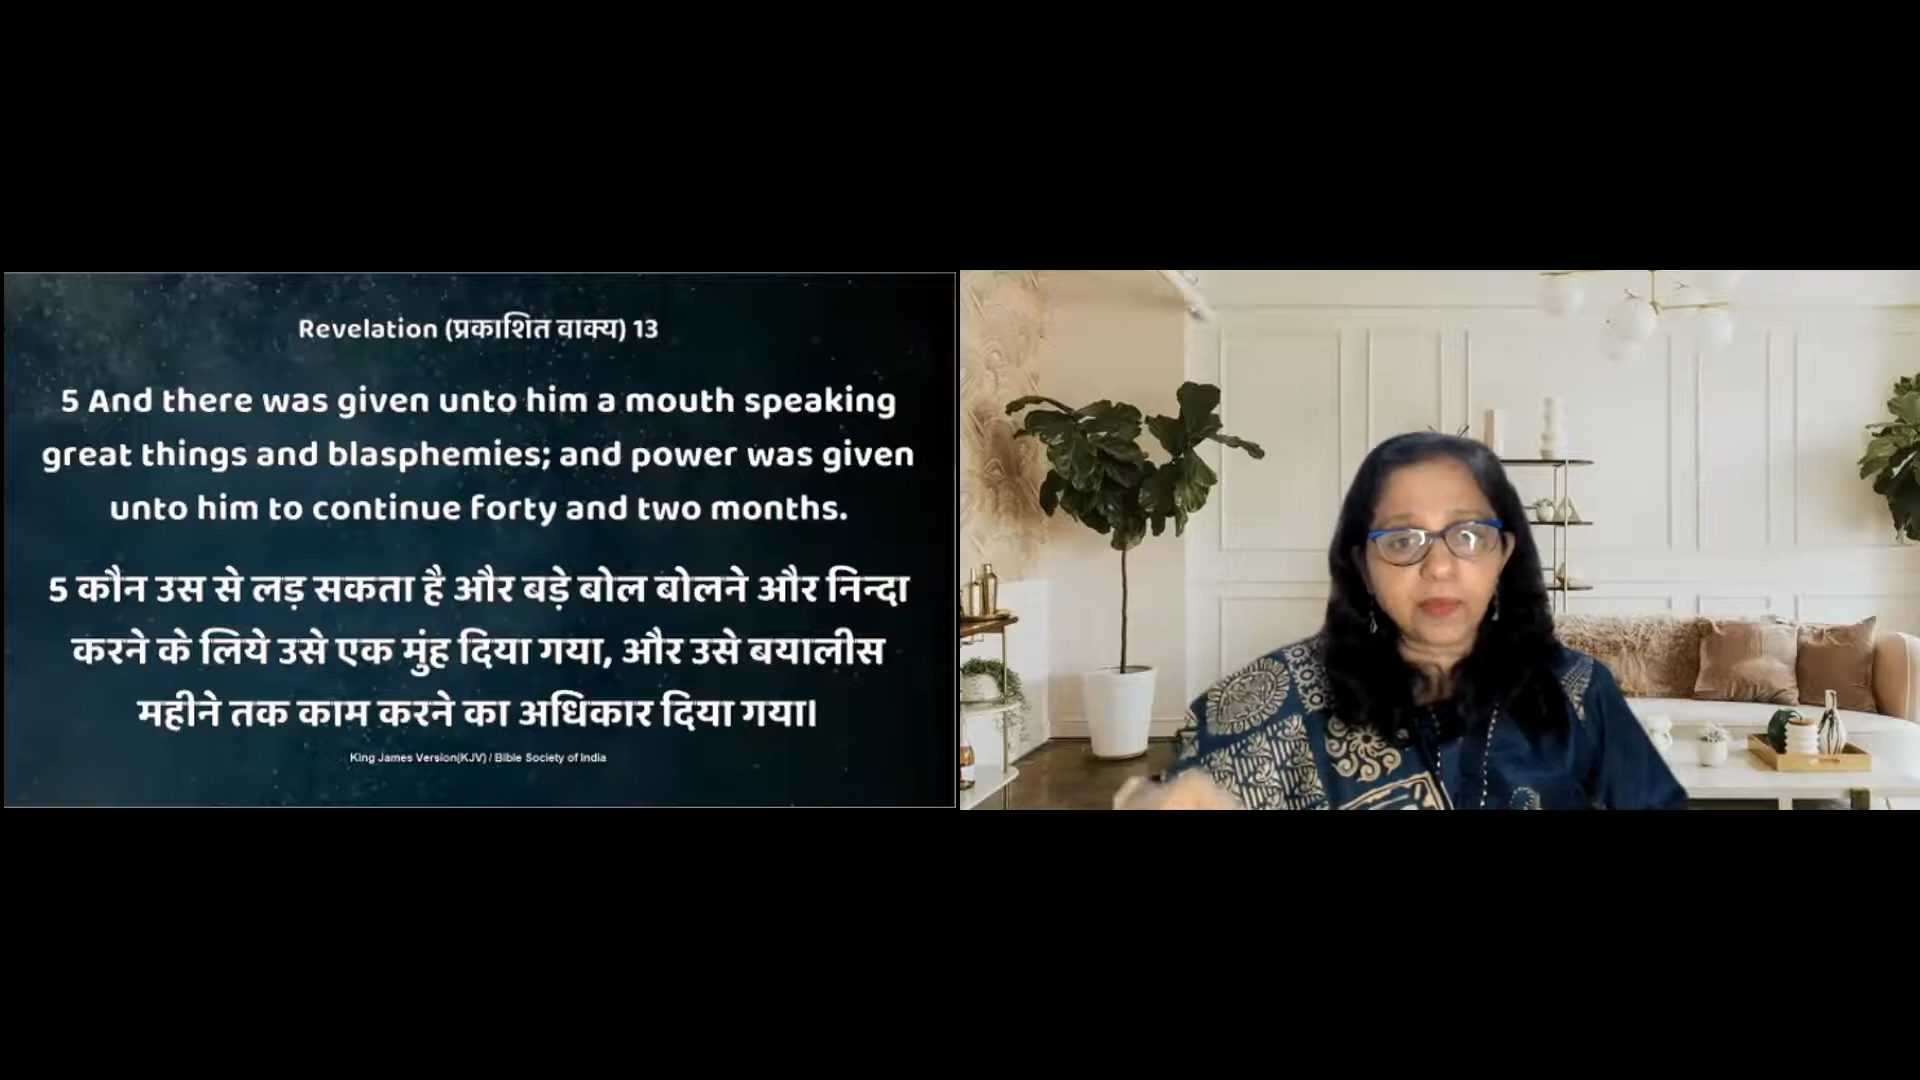 Revelation (प्रकाशित वाक्य) 13
5 And there was given unto him a mouth speaking
great things and blasphemies; and power was given
unto him to continue forty and two months.
5 कौन उस से लड़ सकता है और बड़े बोल बोलने और निन्दा
करने के लिये उसे एक मुंह दिया गया, और उसे बयालीस
महीने तक काम करने का अधिकार दिया गया।
King James Version(KJV) / Bible Society of India